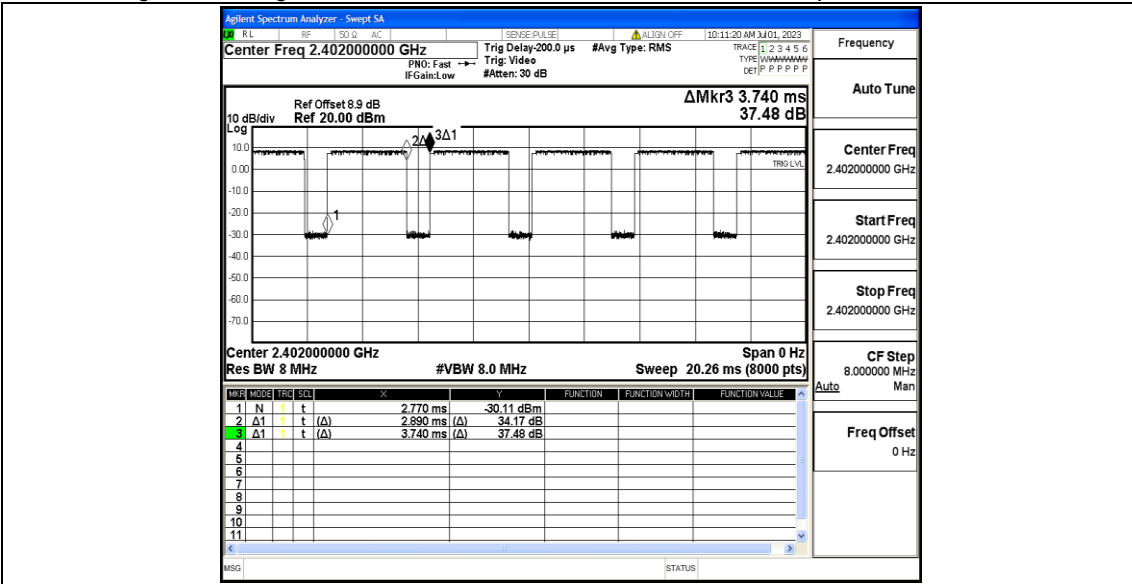 Agilent Spectrum Analyzer - Swept SA
RL RF 50 Ω AC SENSE:PULSE ALIGN OFF 10:11:20 AM Jul 01, 2023
Center Freq 2.402000000 GHz
PNO: Fast
IFGain:Low
Trig Delay-200.0 µs
Trig: Video
#Atten: 30 dB
#Avg Type: RMS
TRACE 1 2 3 4 5 6
TYPE
DET P P P P P P
Ref Offset 8.9 dB
10 dB/div Ref 20.00 dBm
Log
ΔMkr3 3.740 ms
37.48 dB
10.0
0.00
-10.0
-20.0
-30.0
-40.0
-50.0
-60.0
-70.0
2Δ
3Δ1
1
TRIG LVL
Center 2.402000000 GHz Span 0 Hz
Res BW 8 MHz #VBW 8.0 MHz Sweep 20.26 ms (8000 pts)
MKR MODE TRC SCL X Y FUNCTION FUNCTION WIDTH FUNCTION VALUE
1 N 1 t 2.770 ms -30.11 dBm
2 Δ1 1 t (Δ) 2.890 ms (Δ) 34.17 dB
3 Δ1 1 t (Δ) 3.740 ms (Δ) 37.48 dB
4
5
6
7
8
9
10
11
MSG STATUS
Frequency
Auto Tune
Center Freq
2.402000000 GHz
Start Freq
2.402000000 GHz
Stop Freq
2.402000000 GHz
CF Step
8.000000 MHz
Auto Man
Freq Offset
0 Hz